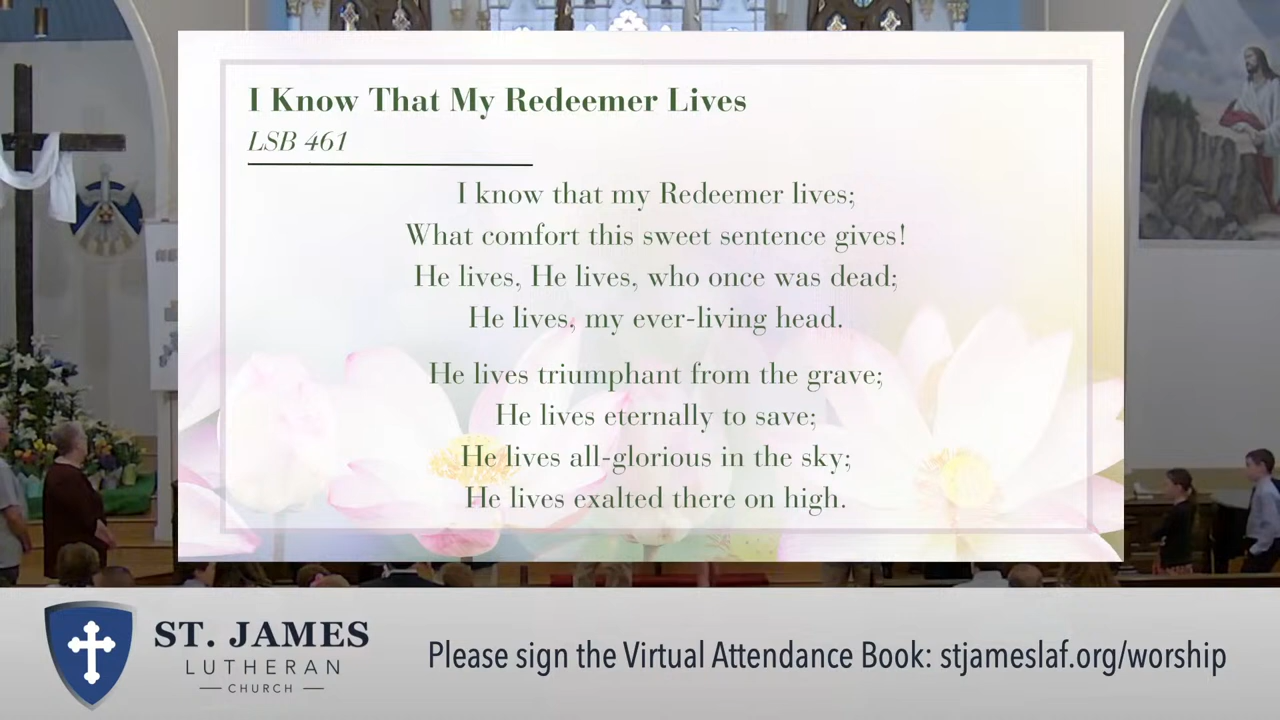 I Know That My Redeemer Lives
LSB 461
I know that my Redeemer lives;
What comfort this sweet sentence gives!
He lives, He lives, who once was dead;
He lives, my ever-living head.
He lives triumphant from the grave;
He lives eternally to save;
He lives all-glorious in the sky;
He lives exalted there on high.
ST. JAMES
LUTHERAN
CHURCH
Please sign the Virtual Attendance Book: stjameslaf.org/worship